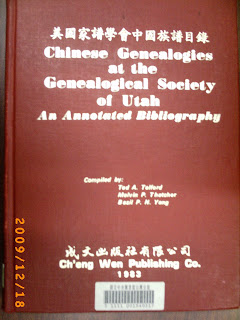 美國家譜學會中國族譜目錄
Chinese Genealogies
at the
Genealogical Society
of Utah
An Annotated Bibliography
Compiled by:
Ted A. Telford
Melvin P. Thatcher
Basil P. N. Yang
成文出版社有限公司
Ch'eng Wen Publishing Co.
1983
2009/12/18